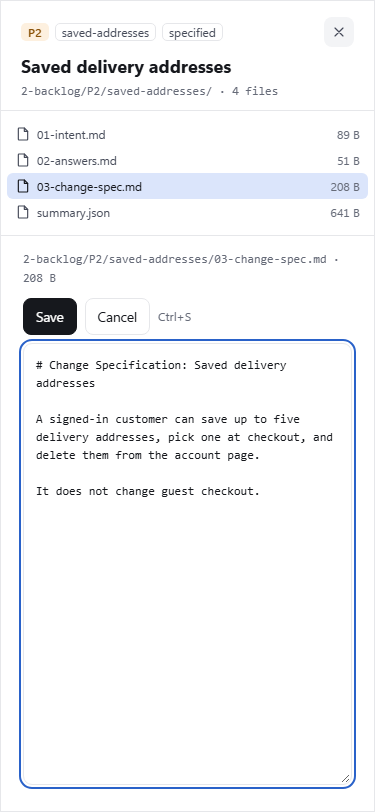 P2 saved-addresses specified
Saved delivery addresses
2-backlog/P2/saved-addresses/ · 4 files
01-intent.md 89 B
02-answers.md 51 B
03-change-spec.md 208 B
summary.json 641 B
2-backlog/P2/saved-addresses/03-change-spec.md ·
208 B
Save Cancel Ctrl+S
# Change Specification: Saved delivery
addresses
A signed-in customer can save up to five
delivery addresses, pick one at checkout, and
delete them from the account page.
It does not change guest checkout.